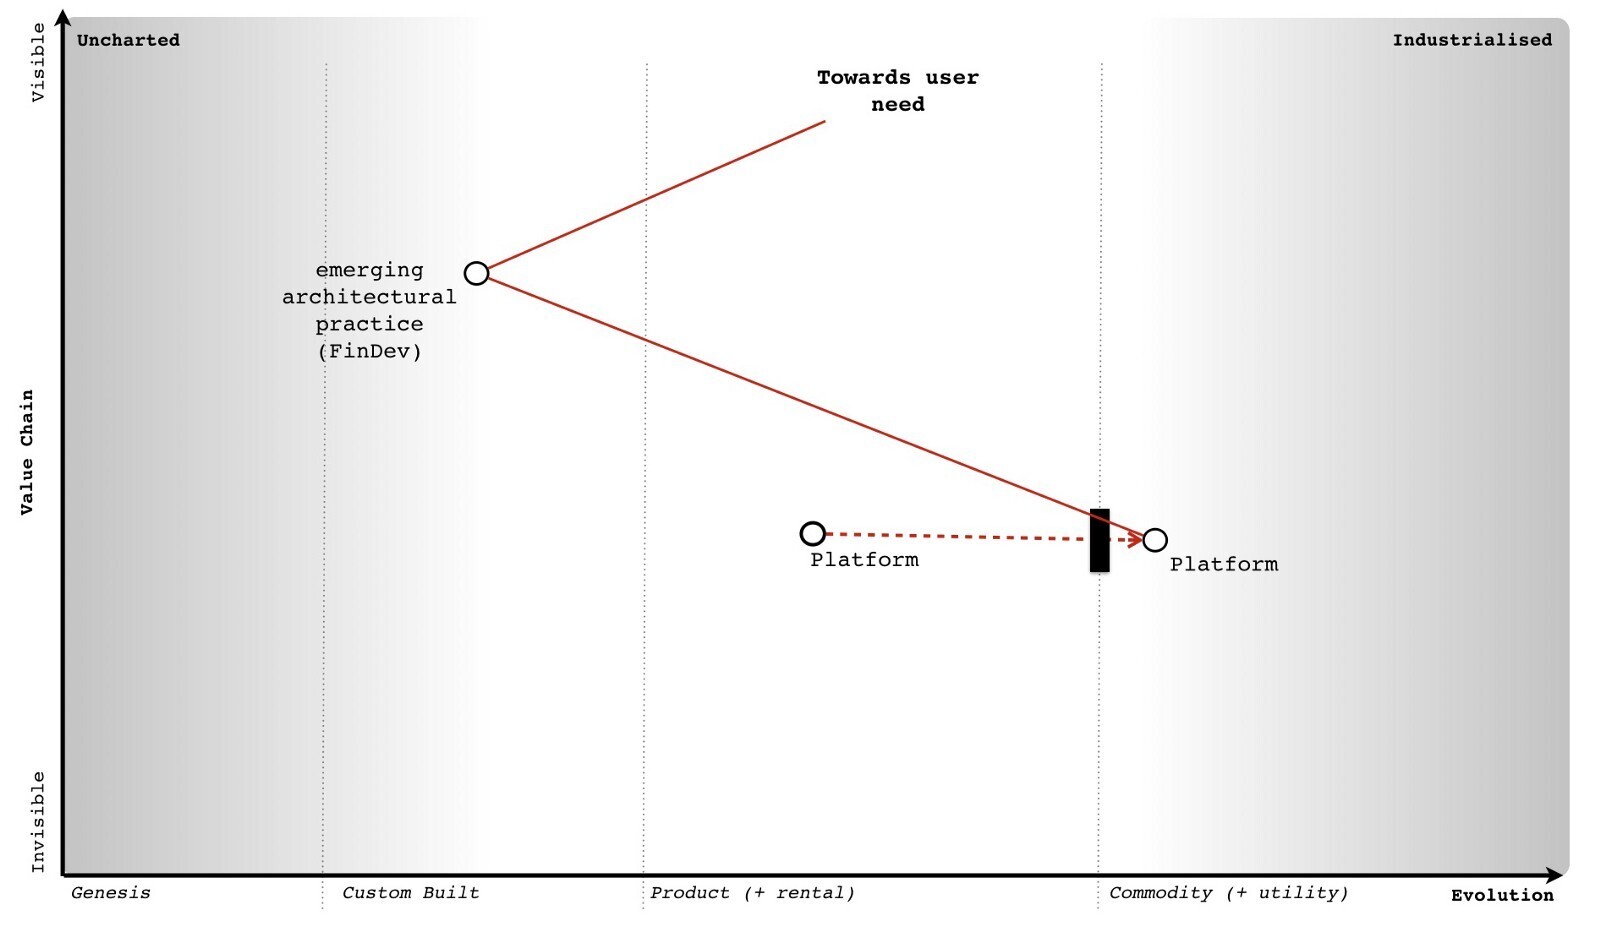 Uncharted
Industrialised
Visible
Towards user
need
emerging
architectural
practice
(FinDev)
Value Chain
Platform
Platform
Invisible
Genesis
Custom Built
Product (+ rental)
Commodity (+ utility)
Evolution